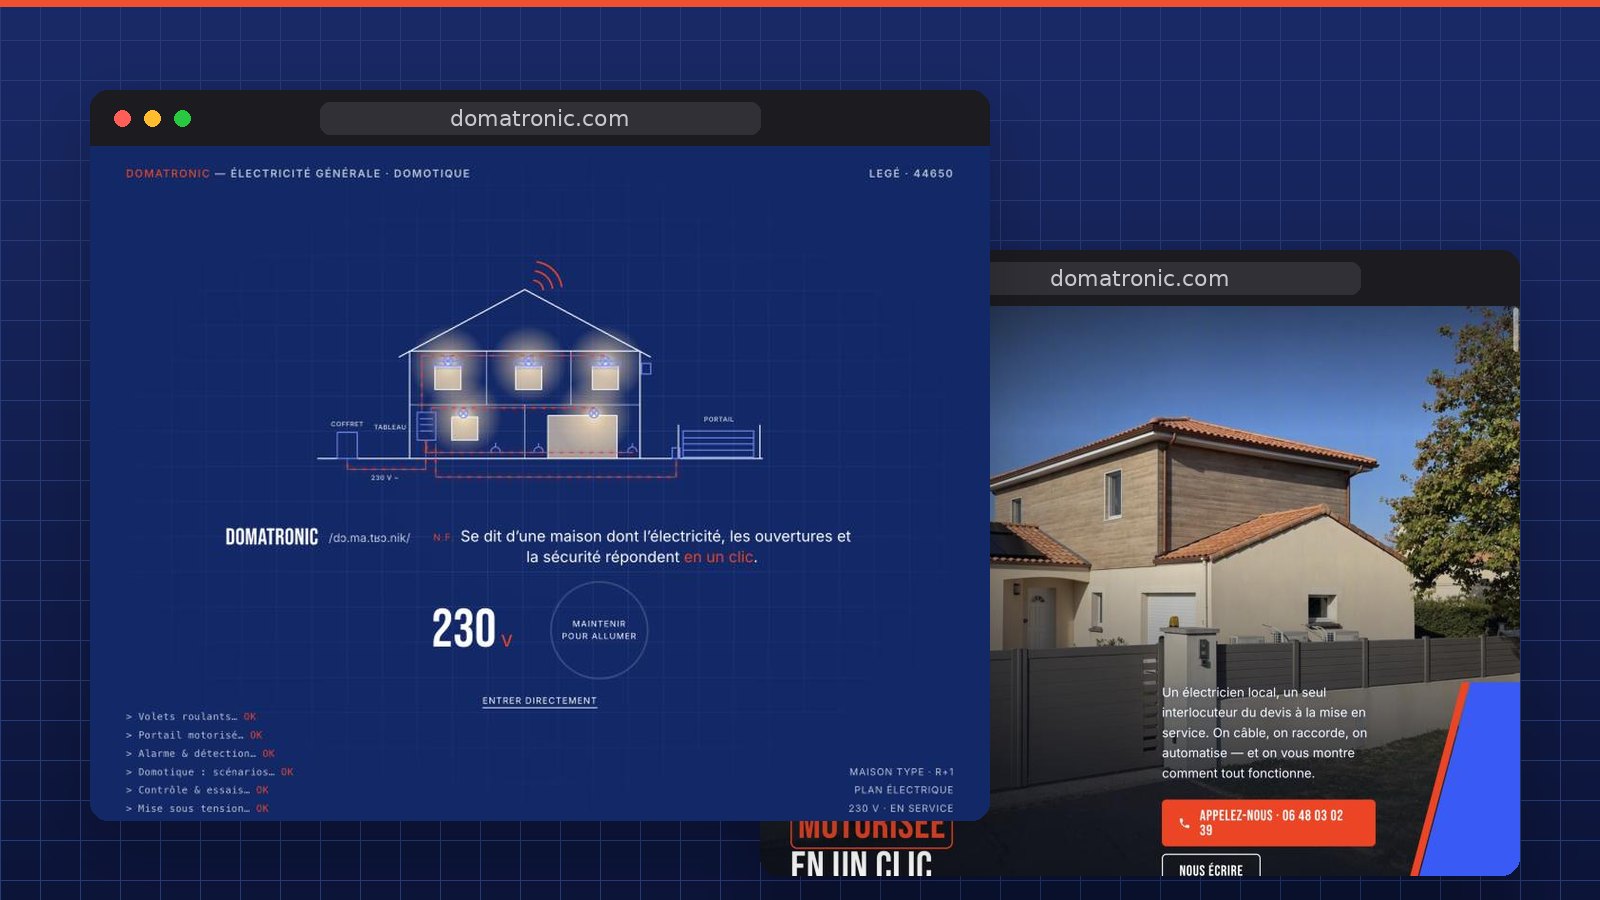 domatronic.com
DOMATRONIC — ÉLECTRICITÉ GÉNÉRALE · DOMOTIQUE
LEGÉ · 44650
COFFRET
TABLEAU
PORTAIL
230 V ~
DOMATRONIC /dɔ.ma.tʁɔ.nik/ N.F. Se dit d’une maison dont l’électricité, les ouvertures et
la sécurité répondent en un clic.
230 V
MAINTENIR
POUR ALLUMER
ENTRER DIRECTEMENT
> Volets roulants… OK
> Portail motorisé… OK
> Alarme & détection… OK
> Domotique : scénarios… OK
> Contrôle & essais… OK
> Mise sous tension… OK
MAISON TYPE · R+1
PLAN ÉLECTRIQUE
230 V · EN SERVICE
domatronic.com
Un électricien local, un seul
interlocuteur du devis à la mise en
service. On câble, on raccorde, on
automatise — et on vous montre
comment tout fonctionne.
APPELEZ-NOUS · 06 48 03 02
39
NOUS ÉCRIRE
MOTORISÉE
EN UN CLIC